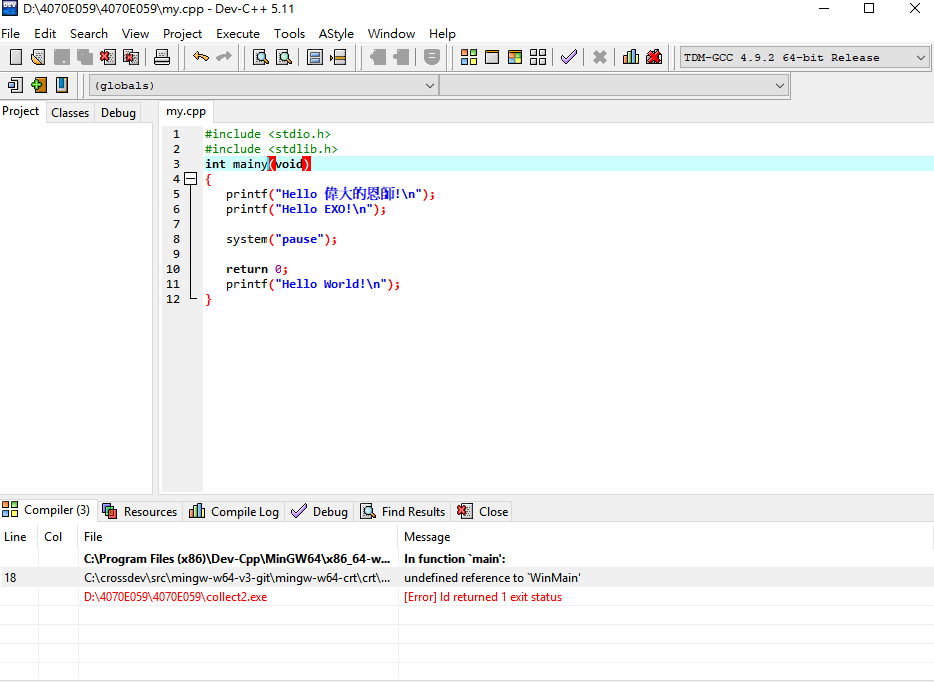 D:\4070E059\4070E059\my.cpp - Dev-C++ 5.11
File Edit Search View Project Execute Tools AStyle Window Help
TDM-GCC 4.9.2 64-bit Release
(globals)
Project Classes Debug my.cpp
1 #include <stdio.h>
2 #include <stdlib.h>
3 int mainy(void)
4 {
5 printf("Hello 偉大的恩師!\n");
6 printf("Hello EXO!\n");
7
8 system("pause");
9
10 return 0;
11 printf("Hello World!\n");
12 }
Compiler (3) Resources Compile Log Debug Find Results Close
Line Col File Message
C:\Program Files (x86)\Dev-Cpp\MinGW64\x86_64-w... In function `main':
18 C:\crossdev\src\mingw-w64-v3-git\mingw-w64-crt\crt\... undefined reference to `WinMain'
D:\4070E059\4070E059\collect2.exe [Error] ld returned 1 exit status